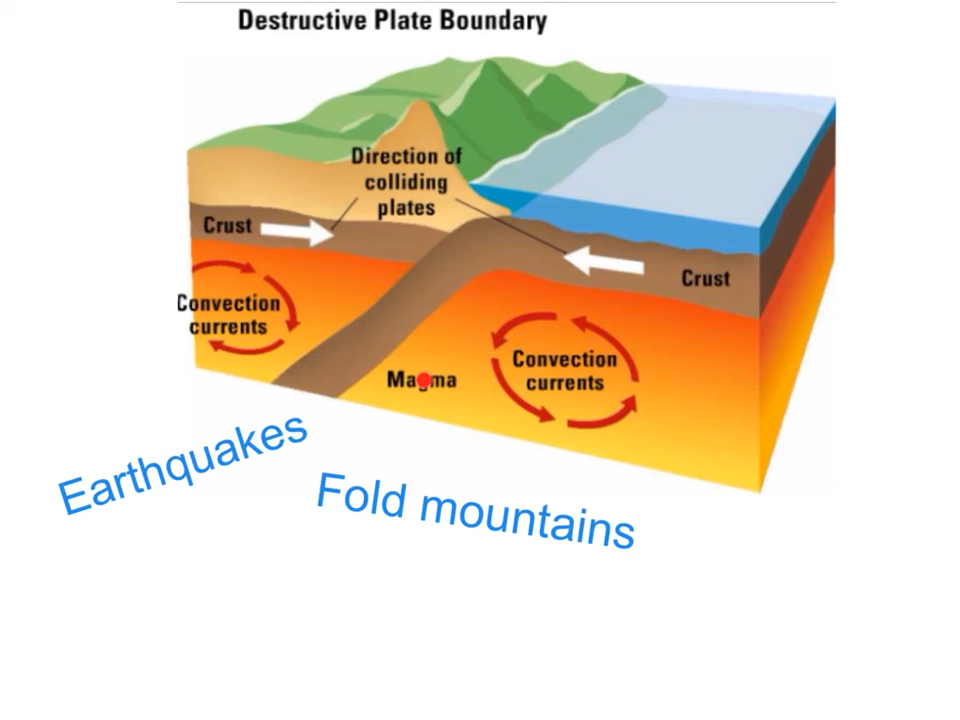 Destructive Plate Boundary
Direction of
colliding
plates
Crust
Crust
Convection
currents
Convection
currents
Magma
Earthquakes
Fold mountains